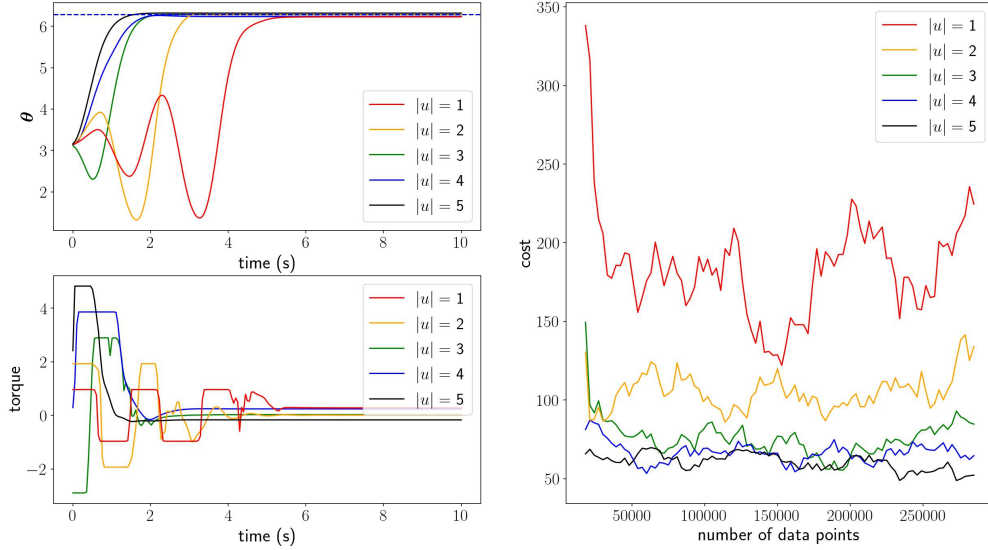 6
5
4
3
2
θ
|u| = 1
|u| = 2
|u| = 3
|u| = 4
|u| = 5
0
2
4
6
8
10
time (s)
4
2
0
−2
torque
|u| = 1
|u| = 2
|u| = 3
|u| = 4
|u| = 5
0
2
4
6
8
10
time (s)
350
300
250
200
150
100
50
cost
|u| = 1
|u| = 2
|u| = 3
|u| = 4
|u| = 5
50000
100000
150000
200000
250000
number of data points